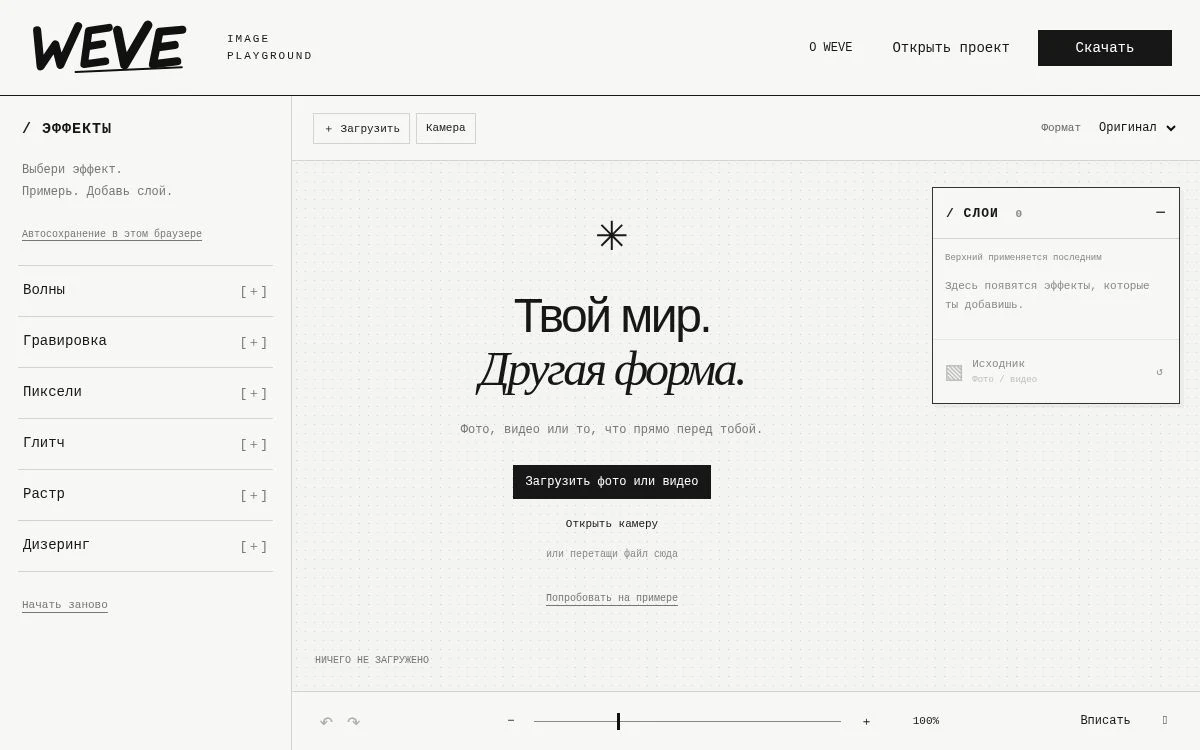 WEVE
IMAGE
PLAYGROUND
О WEVE
Открыть проект
Скачать
/ ЭФФЕКТЫ
Выбери эффект.
Примерь. Добавь слой.
Автосохранение в этом браузере
Волны [+]
Гравировка [+]
Пиксели [+]
Глитч [+]
Растр [+]
Дизеринг [+]
Начать заново
+ Загрузить
Камера
Формат Оригинал
Твой мир.
Другая форма.
Фото, видео или то, что прямо перед тобой.
Загрузить фото или видео
Открыть камеру
или перетащи файл сюда
Попробовать на примере
НИЧЕГО НЕ ЗАГРУЖЕНО
/ СЛОИ 0 −
Верхний применяется последним
Здесь появятся эффекты, которые
ты добавишь.
Исходник
Фото / видео
↺
↶ ↷
− + 100%
Вписать